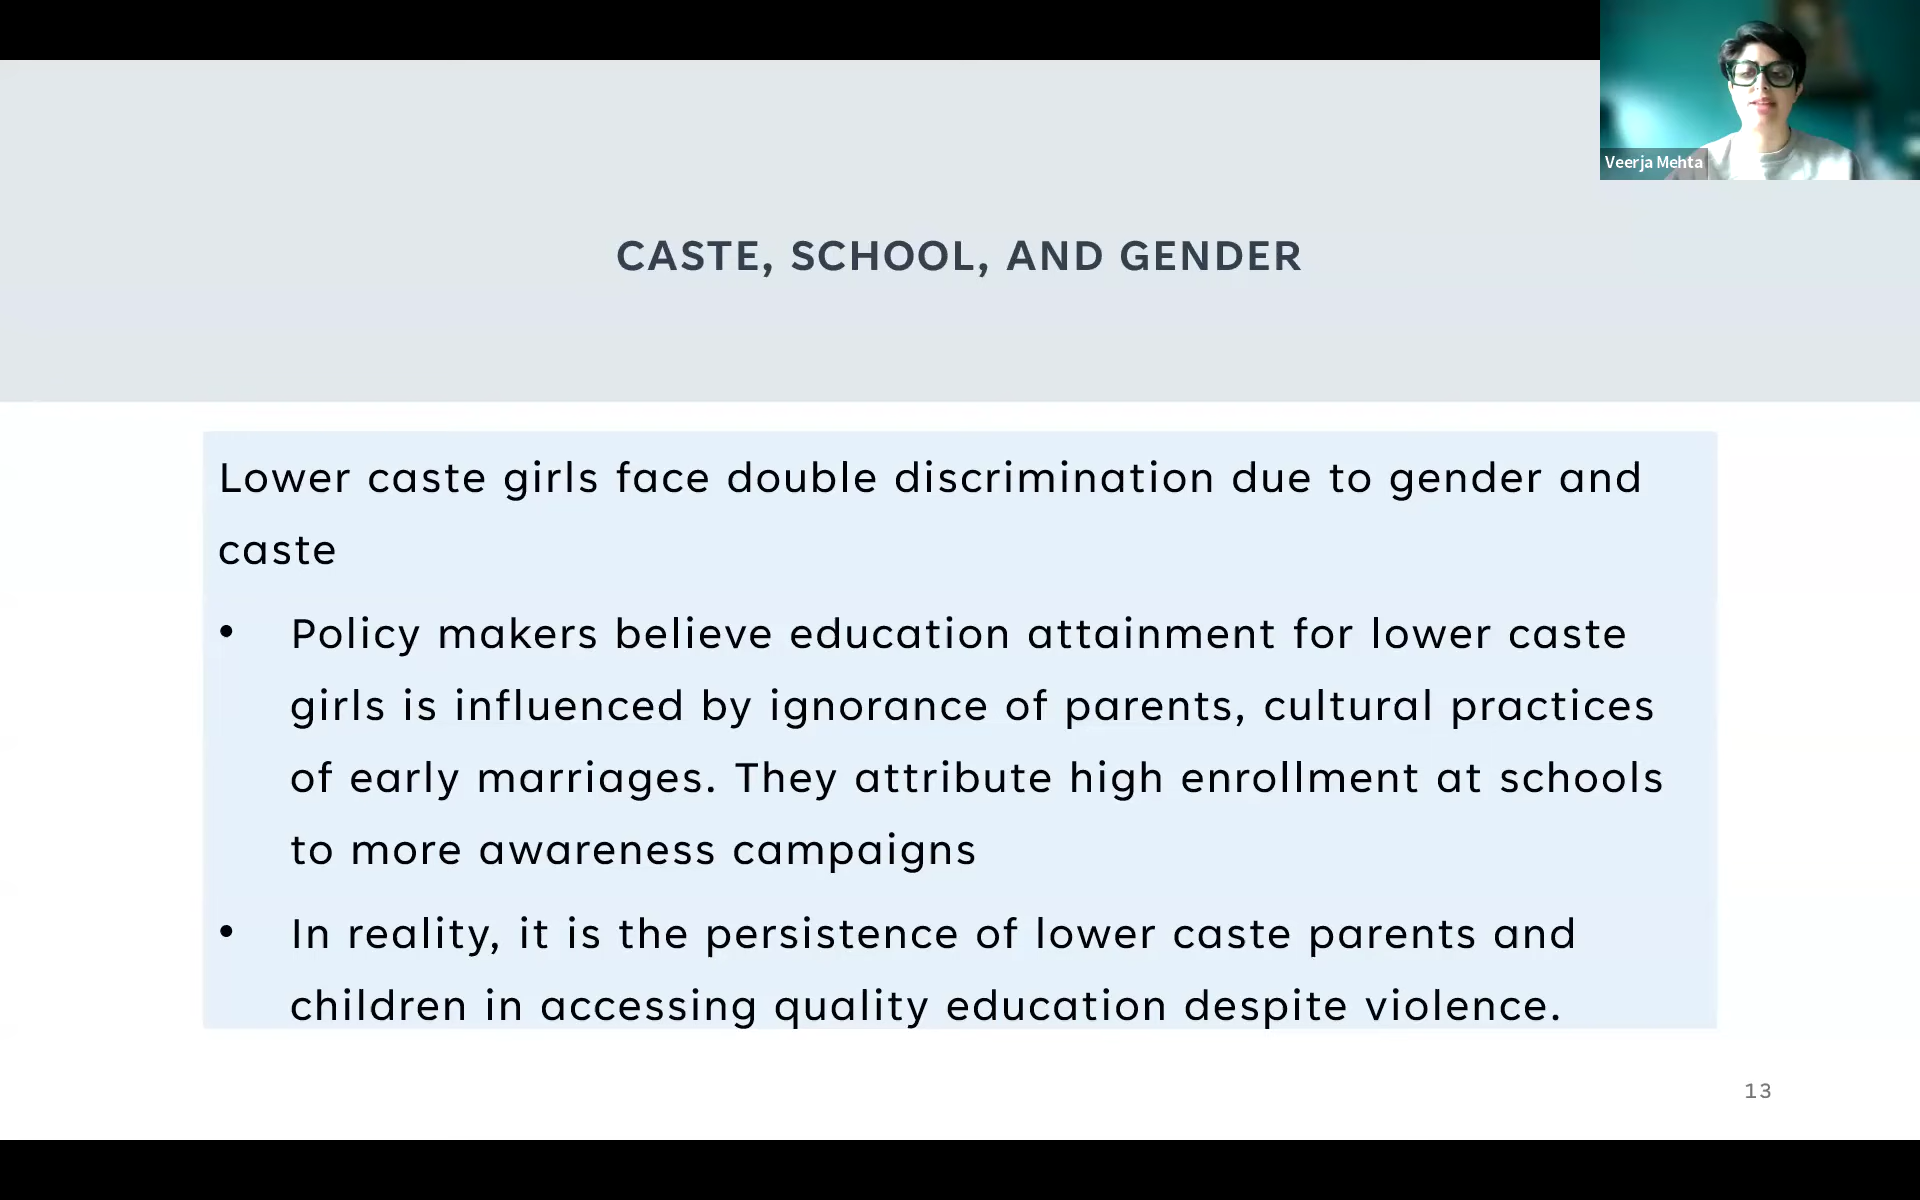 Veerja Mehta
CASTE, SCHOOL, AND GENDER
Lower caste girls face double discrimination due to gender and
caste
• Policy makers believe education attainment for lower caste
girls is influenced by ignorance of parents, cultural practices
of early marriages. They attribute high enrollment at schools
to more awareness campaigns
• In reality, it is the persistence of lower caste parents and
children in accessing quality education despite violence.
13